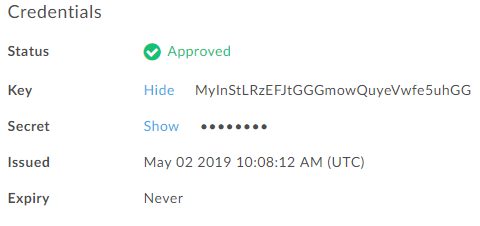 Credentials
Status Approved
Key Hide MyInStLRzEFJtGGGmowQuyeVwfe5uhGG
Secret Show ••••••••
Issued May 02 2019 10:08:12 AM (UTC)
Expiry Never